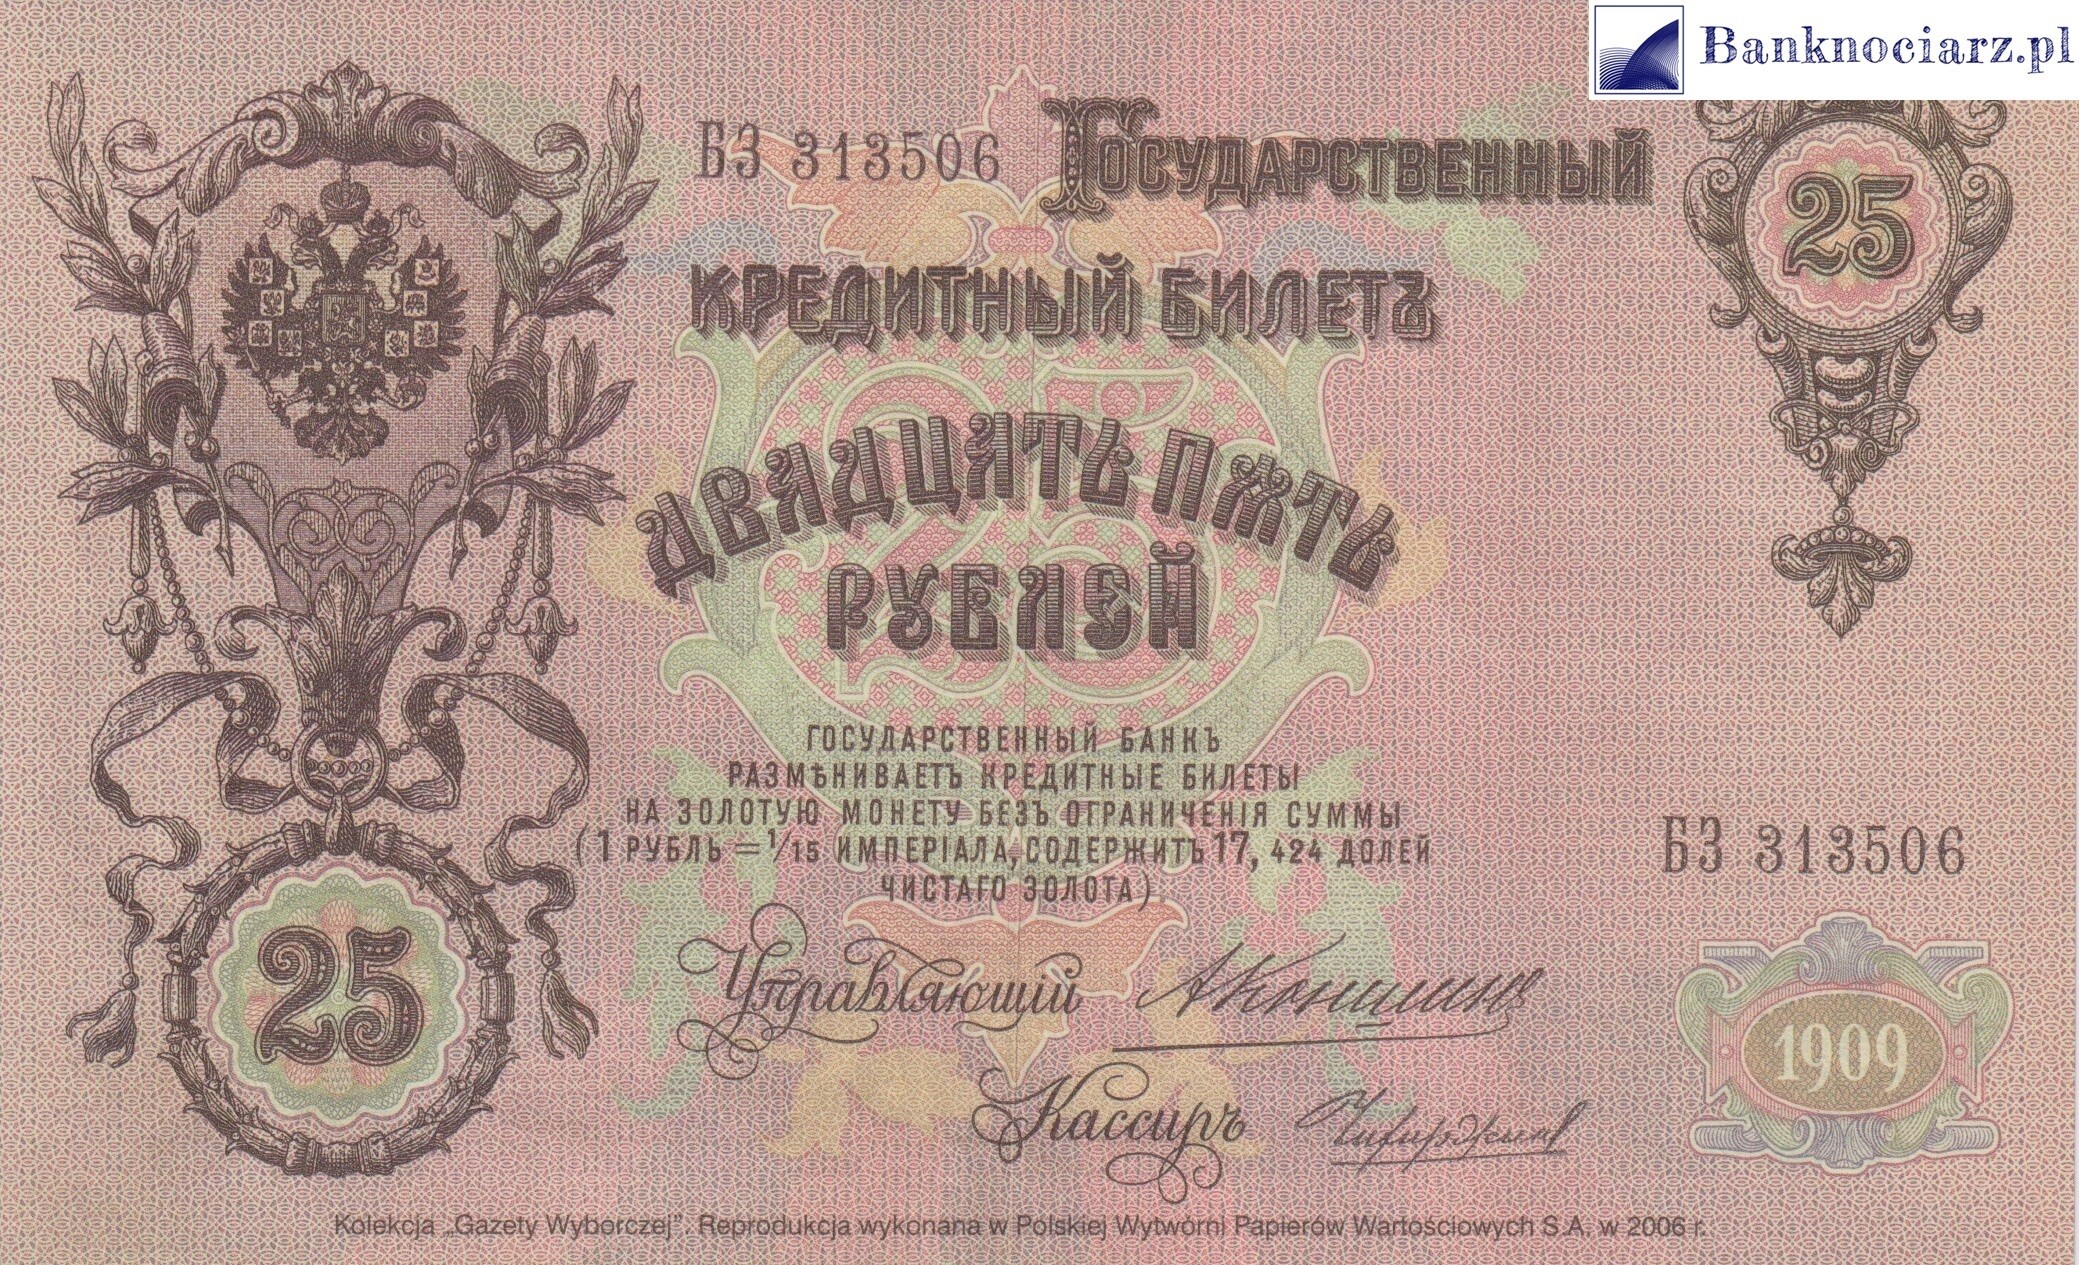 Banknociarz.pl
БЗ 313506 ГОСУДАРСТВЕННЫЙ
25
КРЕДИТНЫЙ БИЛЕТЪ
ДВАДЦАТЬ ПЯТЬ
РУБЛЕЙ
ГОСУДАРСТВЕННЫЙ БАНКЪ
РАЗМѢНИВАЕТЪ КРЕДИТНЫЕ БИЛЕТЫ
НА ЗОЛОТУЮ МОНЕТУ БЕЗЪ ОГРАНИЧЕНІЯ СУММЫ
(1 РУБЛЬ = 1/15 ИМПЕРІАЛА, СОДЕРЖИТЪ 17, 424 ДОЛЕЙ
ЧИСТАГО ЗОЛОТА).
БЗ 313506
25
Управляющій АКоншинъ
1909
Кассиръ
Kolekcja „Gazety Wyborczej”. Reprodukcja wykonana w Polskiej Wytwórni Papierów Wartościowych S.A. w 2006 r.